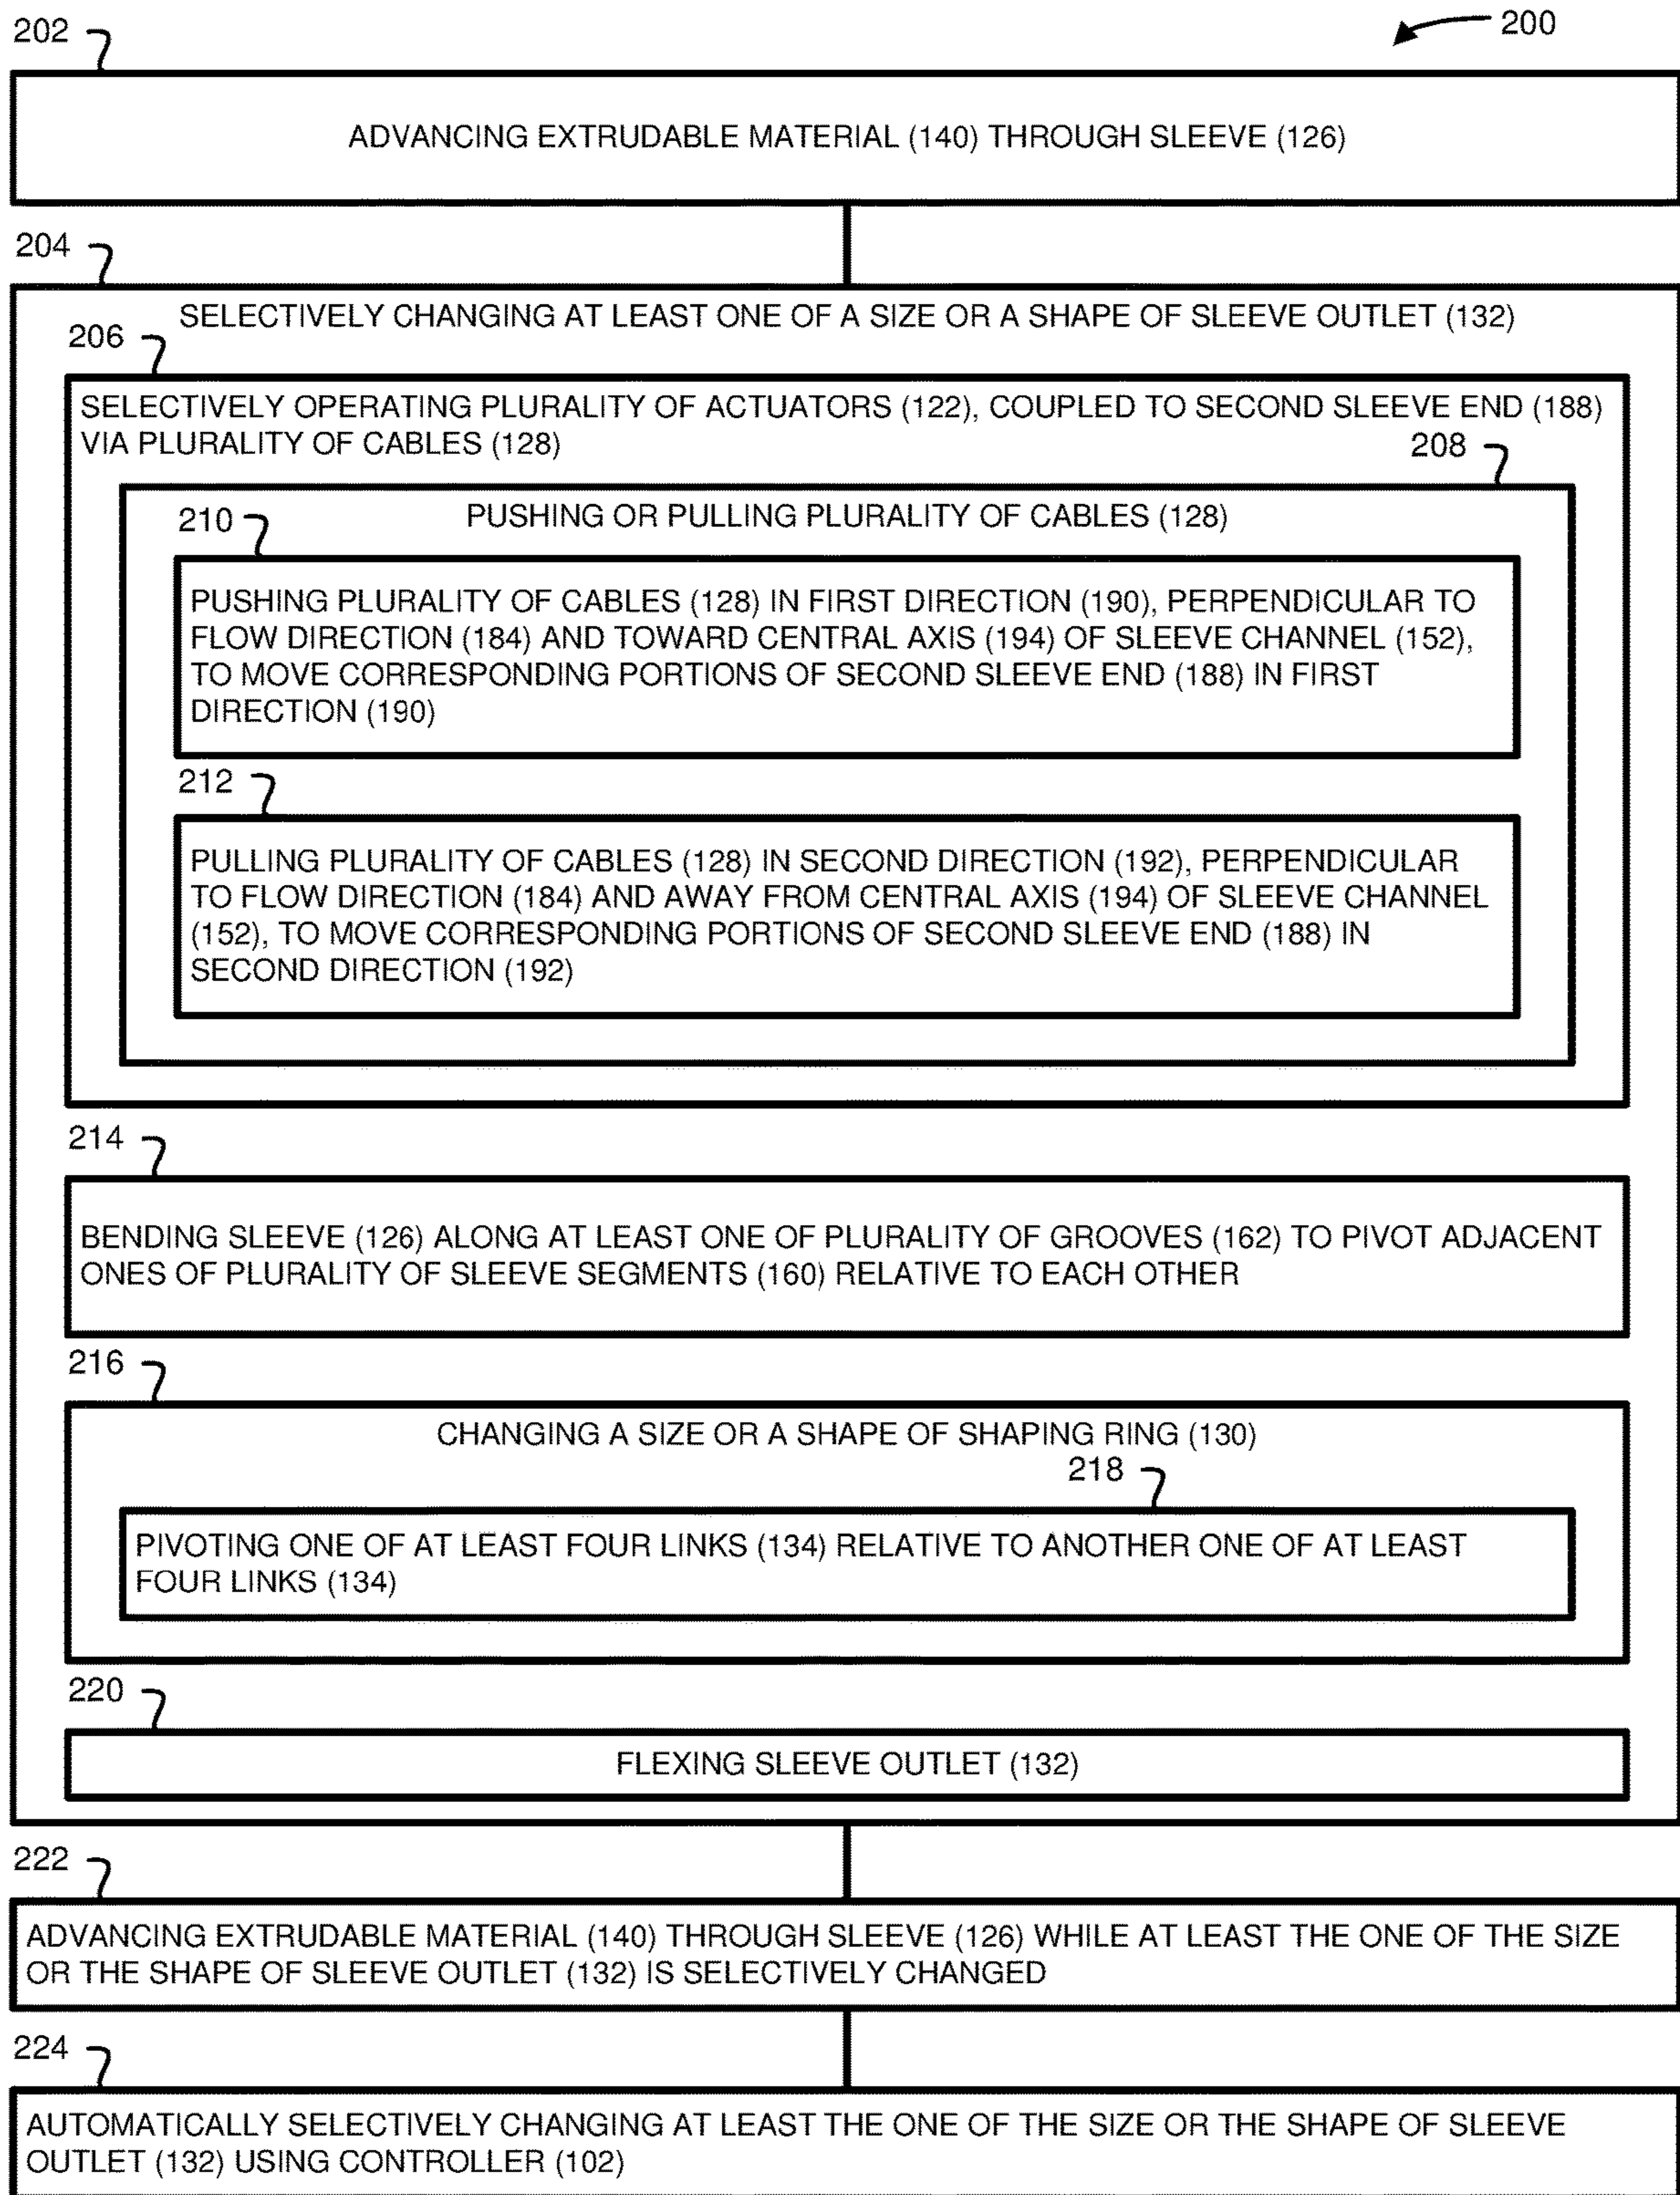 202
200
ADVANCING EXTRUDABLE MATERIAL (140) THROUGH SLEEVE (126)
204
SELECTIVELY CHANGING AT LEAST ONE OF A SIZE OR A SHAPE OF SLEEVE OUTLET (132)
206
SELECTIVELY OPERATING PLURALITY OF ACTUATORS (122), COUPLED TO SECOND SLEEVE END (188)
VIA PLURALITY OF CABLES (128)
208
PUSHING OR PULLING PLURALITY OF CABLES (128)
210
PUSHING PLURALITY OF CABLES (128) IN FIRST DIRECTION (190), PERPENDICULAR TO
FLOW DIRECTION (184) AND TOWARD CENTRAL AXIS (194) OF SLEEVE CHANNEL (152),
TO MOVE CORRESPONDING PORTIONS OF SECOND SLEEVE END (188) IN FIRST
DIRECTION (190)
212
PULLING PLURALITY OF CABLES (128) IN SECOND DIRECTION (192), PERPENDICULAR
TO FLOW DIRECTION (184) AND AWAY FROM CENTRAL AXIS (194) OF SLEEVE CHANNEL
(152), TO MOVE CORRESPONDING PORTIONS OF SECOND SLEEVE END (188) IN
SECOND DIRECTION (192)
214
BENDING SLEEVE (126) ALONG AT LEAST ONE OF PLURALITY OF GROOVES (162) TO PIVOT ADJACENT
ONES OF PLURALITY OF SLEEVE SEGMENTS (160) RELATIVE TO EACH OTHER
216
CHANGING A SIZE OR A SHAPE OF SHAPING RING (130)
218
PIVOTING ONE OF AT LEAST FOUR LINKS (134) RELATIVE TO ANOTHER ONE OF AT LEAST
FOUR LINKS (134)
220
FLEXING SLEEVE OUTLET (132)
222
ADVANCING EXTRUDABLE MATERIAL (140) THROUGH SLEEVE (126) WHILE AT LEAST THE ONE OF THE SIZE
OR THE SHAPE OF SLEEVE OUTLET (132) IS SELECTIVELY CHANGED
224
AUTOMATICALLY SELECTIVELY CHANGING AT LEAST THE ONE OF THE SIZE OR THE SHAPE OF SLEEVE
OUTLET (132) USING CONTROLLER (102)